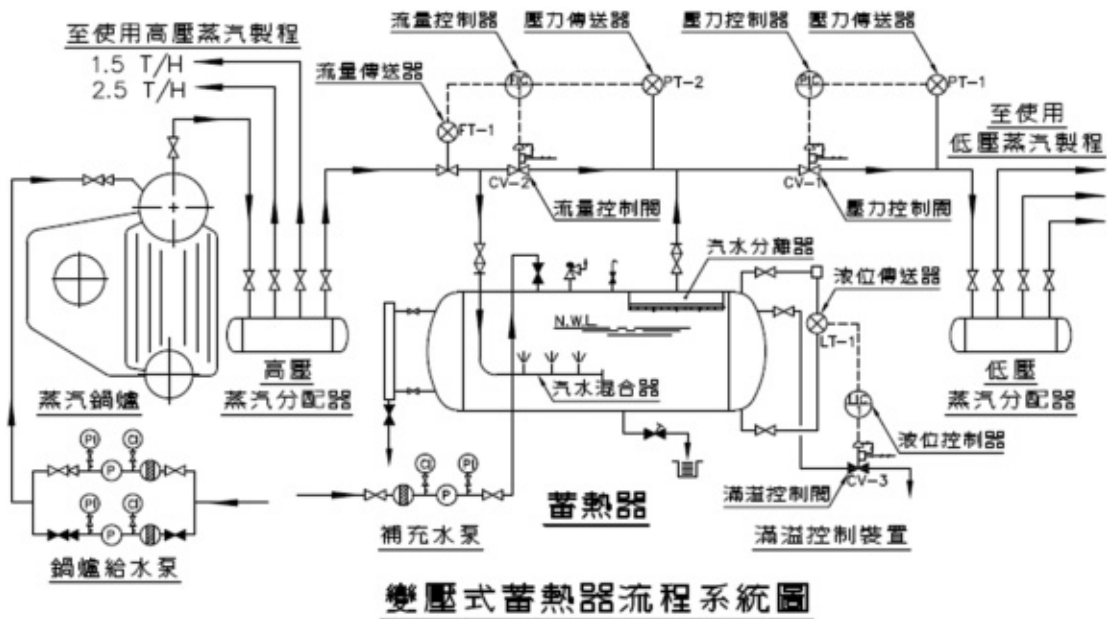 至使用高壓蒸汽製程
1.5 T/H
2.5 T/H
流量控制器
壓力傳送器
壓力控制器
壓力傳送器
流量傳送器
FIC
PT-2
PIC
PT-1
FT-1
至使用
低壓蒸汽製程
CV-2
CV-1
流量控制閥
壓力控制閥
汽水分離器
液位傳送器
N.W.L.
LT-1
高壓
蒸汽分配器
汽水混合器
低壓
蒸汽分配器
蒸汽鍋爐
LIC
液位控制器
PI
CI
CI
PI
P
P
CV-3
滿溢控制閥
蓄熱器
PI
CI
P
補充水泵
滿溢控制裝置
鍋爐給水泵
變壓式蓄熱器流程系統圖